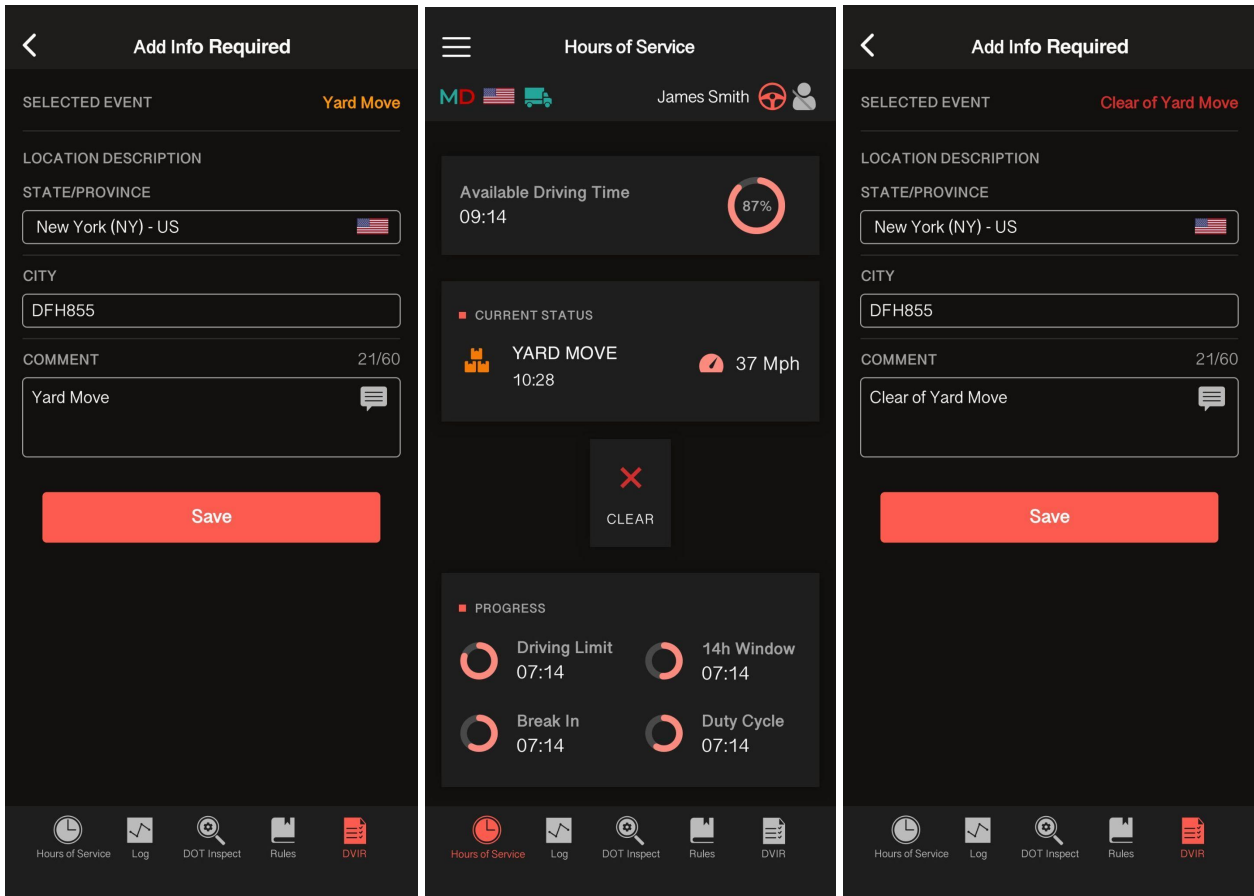 Add Info Required
SELECTED EVENT Yard Move
LOCATION DESCRIPTION
STATE/PROVINCE
New York (NY) - US
CITY
DFH855
COMMENT 21/60
Yard Move
Save
Hours of Service Log DOT Inspect Rules DVIR
Hours of Service
MD James Smith
Available Driving Time
09:14
87%
CURRENT STATUS
YARD MOVE
10:28
37 Mph
CLEAR
PROGRESS
Driving Limit 14h Window
07:14 07:14
Break In Duty Cycle
07:14 07:14
Hours of Service Log DOT Inspect Rules DVIR
Add Info Required
SELECTED EVENT Clear of Yard Move
LOCATION DESCRIPTION
STATE/PROVINCE
New York (NY) - US
CITY
DFH855
COMMENT 21/60
Clear of Yard Move
Save
Hours of Service Log DOT Inspect Rules DVIR